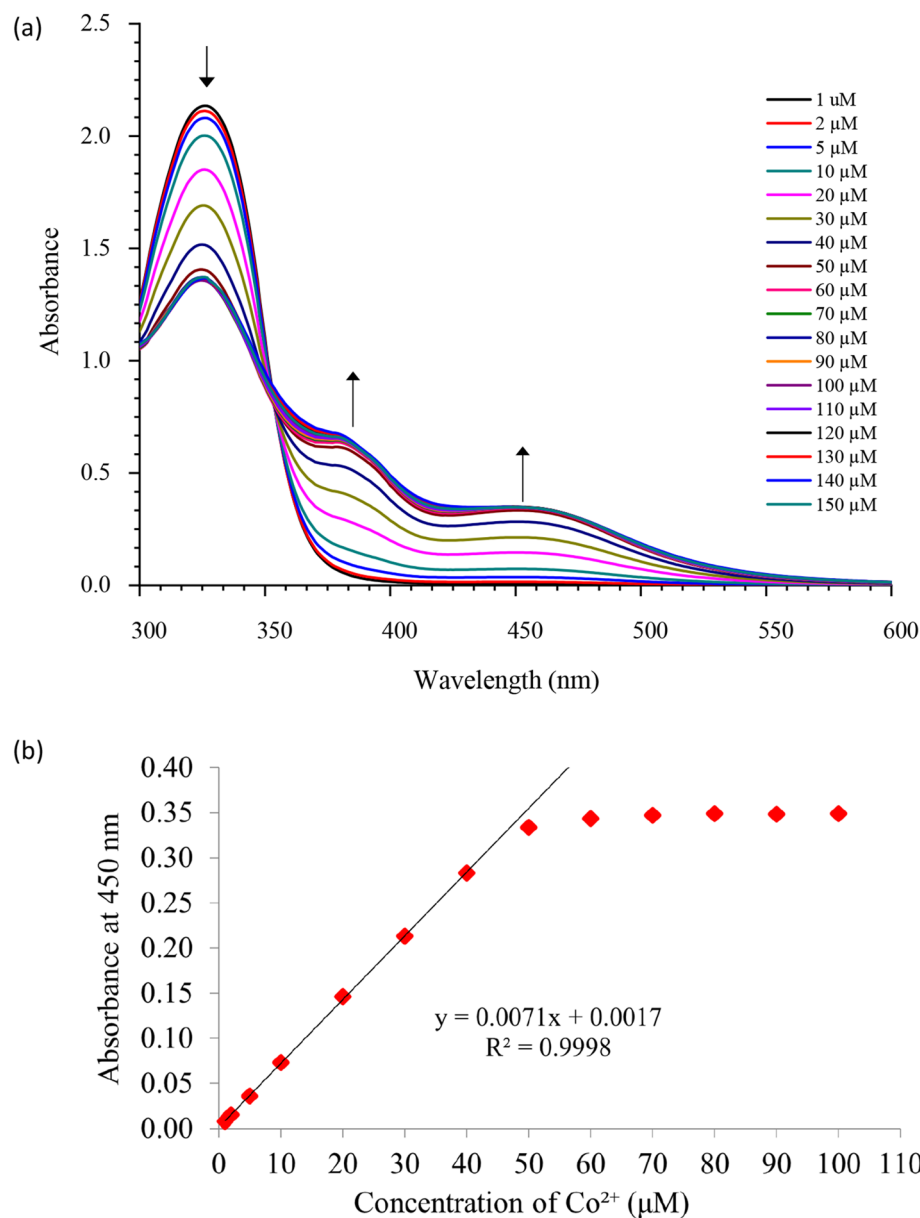 (a)
2.5
2.0
1.5
1.0
0.5
0.0
Absorbance
300 350 400 450 500 550 600
Wavelength (nm)
1 uM
2 µM
5 µM
10 µM
20 µM
30 µM
40 µM
50 µM
60 µM
70 µM
80 µM
90 µM
100 µM
110 µM
120 µM
130 µM
140 µM
150 µM
(b)
0.40
0.35
0.30
0.25
0.20
0.15
0.10
0.05
0.00
Absorbance at 450 nm
y = 0.0071x + 0.0017
R² = 0.9998
0 10 20 30 40 50 60 70 80 90 100 110
Concentration of Co²⁺ (µM)